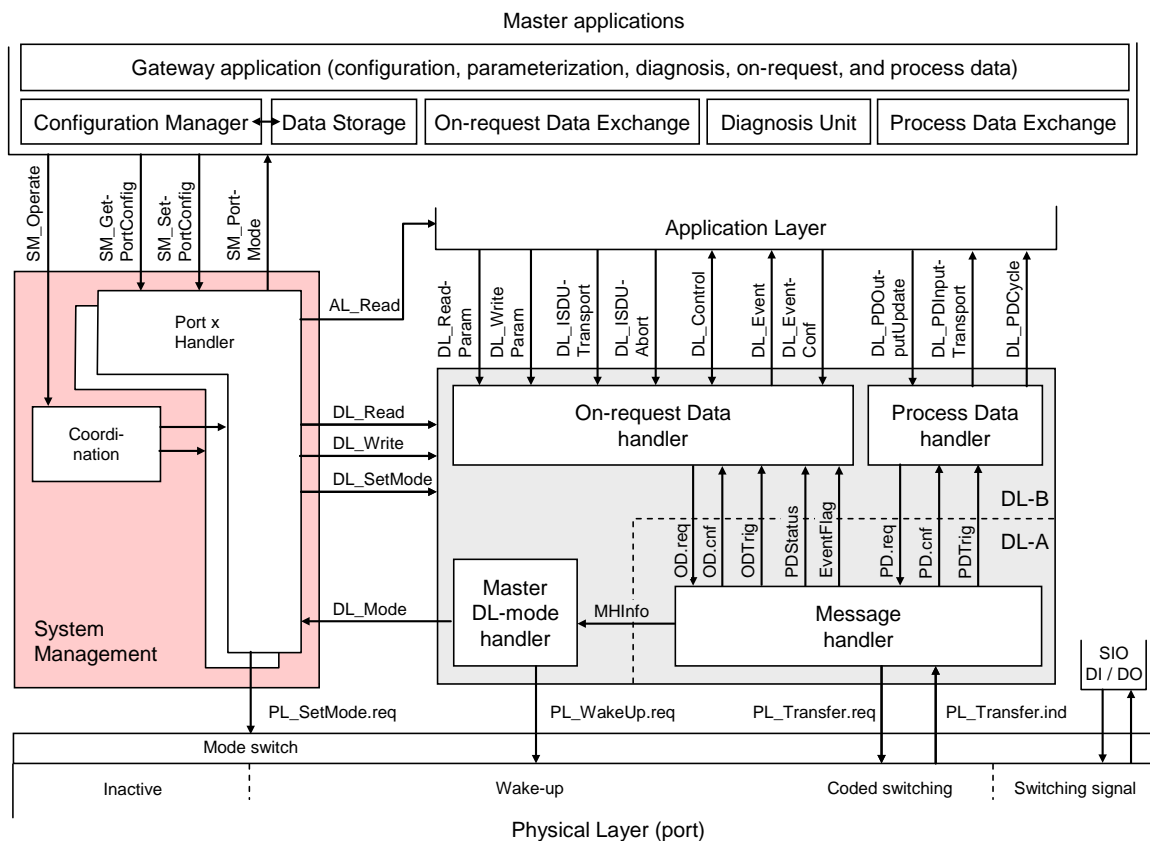 Master applications
Gateway application (configuration, parameterization, diagnosis, on-request, and process data)
Configuration Manager
Data Storage
On-request Data Exchange
Diagnosis Unit
Process Data Exchange
SM_Operate
SM_Get-
PortConfig
SM_Set-
PortConfig
SM_Port-
Mode
Application Layer
AL_Read
DL_Read-
Param
DL_Write
Param
DL_ISDU-
Transport
DL_ISDU-
Abort
DL_Control
DL_Event
DL_Event-
Conf
DL_PDOut-
putUpdate
DL_PDInput-
Transport
DL_PDCycle
Port x
Handler
Coordi-
nation
DL_Read
DL_Write
DL_SetMode
On-request Data
handler
Process Data
handler
DL-B
DL-A
OD.req
OD.cnf
ODTrig
PDStatus
EventFlag
PD.req
PD.cnf
PDTrig
DL_Mode
Master
DL-mode
handler
MHInfo
Message
handler
System
Management
SIO
DI / DO
PL_SetMode.req
PL_WakeUp.req
PL_Transfer.req
PL_Transfer.ind
Mode switch
Inactive
Wake-up
Coded switching
Switching signal
Physical Layer (port)